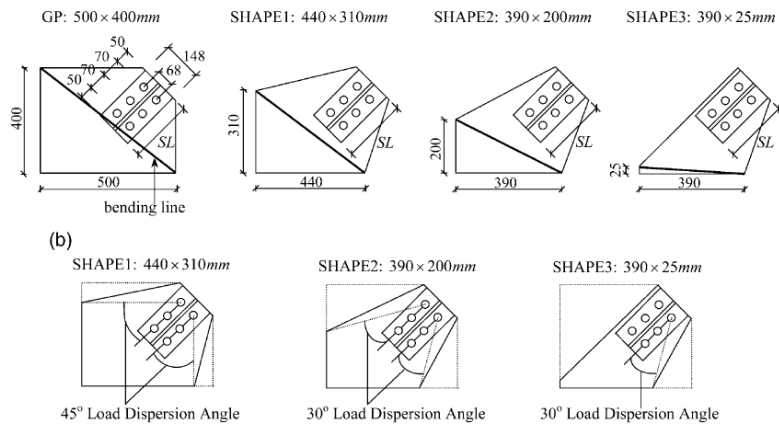 GP: 500×400mm
SHAPE1: 440×310mm
SHAPE2: 390×200mm
SHAPE3: 390×25mm
50
70
70
50
148
68
400
SL
500
bending line
310
SL
440
200
SL
390
25
SL
390
(b)
SHAPE1: 440×310mm
SHAPE2: 390×200mm
SHAPE3: 390×25mm
45° Load Dispersion Angle
30° Load Dispersion Angle
30° Load Dispersion Angle